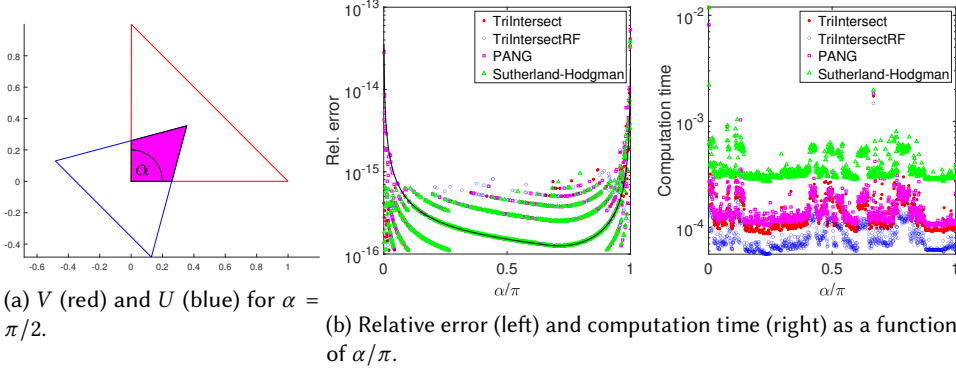 0.8
0.6
0.4
0.2
0
-0.2
-0.4
-0.6 -0.4 -0.2 0 0.2 0.4 0.6 0.8 1
α
(a) V (red) and U (blue) for α =
π/2.
10-13
10-14
10-15
10-16
Rel. error
0 0.5 1
α/π
TriIntersect
TriIntersectRF
PANG
Sutherland-Hodgman
10-2
10-3
10-4
Computation time
0 0.5 1
α/π
TriIntersect
TriIntersectRF
PANG
Sutherland-Hodgman
(b) Relative error (left) and computation time (right) as a function
of α/π.